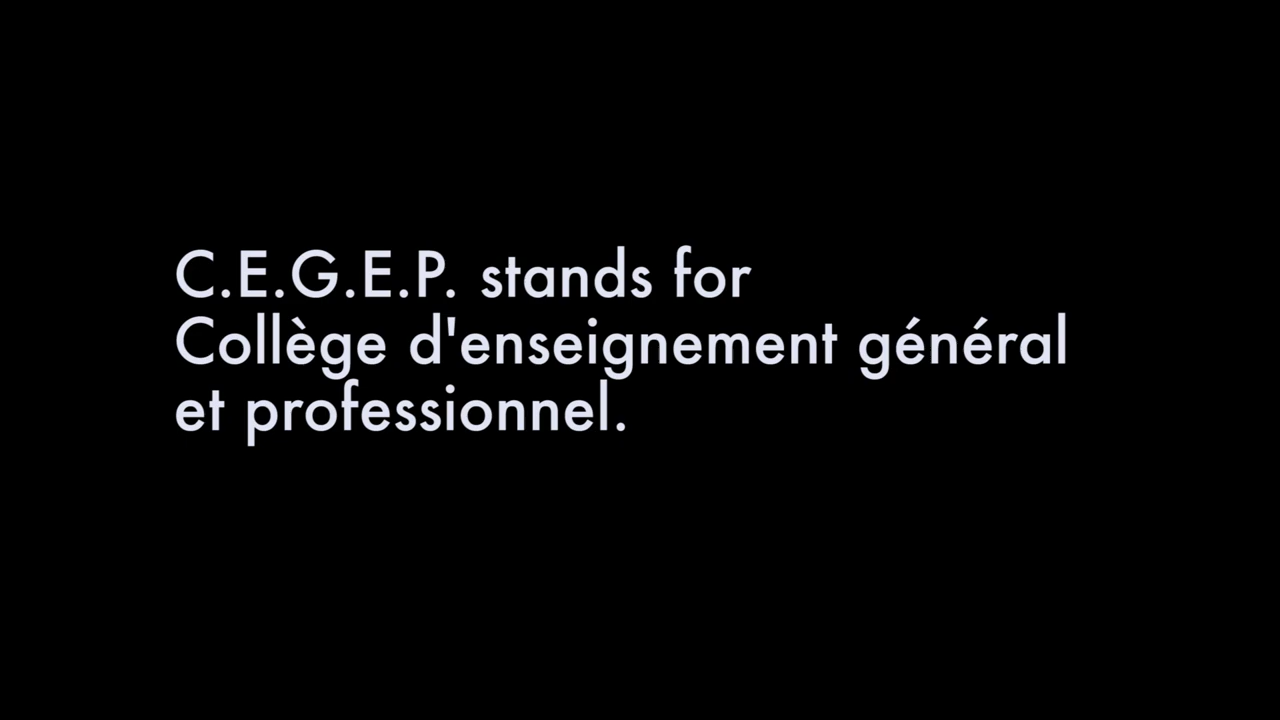 C.E.G.E.P. stands for
Collège d'enseignement général
et professionnel.